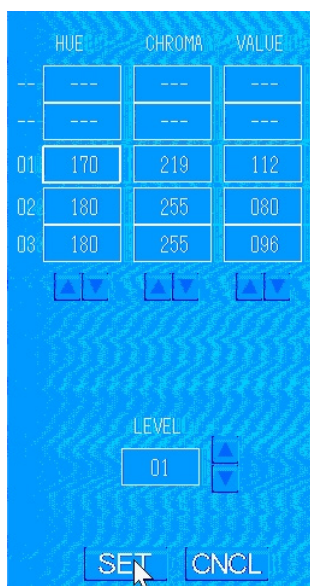 HUE CHROMA VALUE
-- --- --- ---
-- --- --- ---
01 170 219 112
02 180 255 080
03 180 255 096
LEVEL
01
SET CNCL